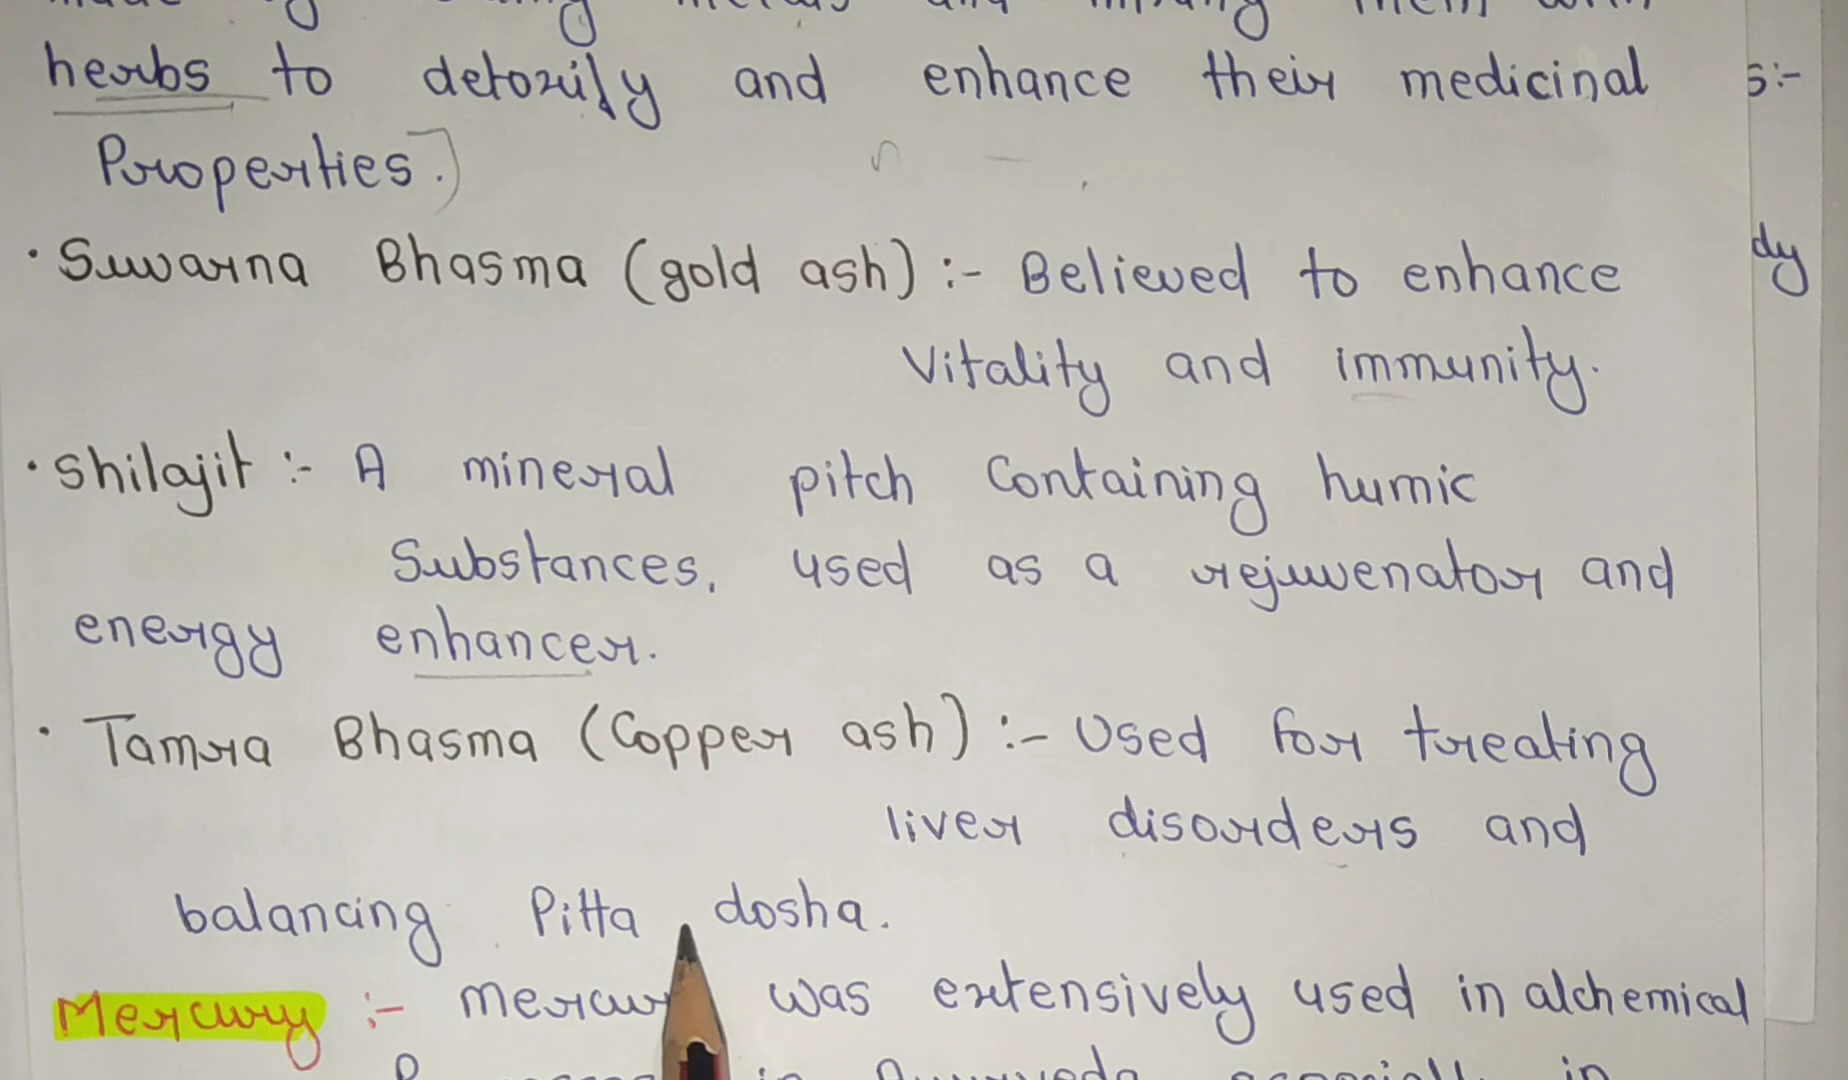 herbs to detoxify and enhance their medicinal
Properties.)
s:-
• Suwarna Bhasma (gold ash) :- Believed to enhance
dy
Vitality and immunity.
• Shilajit :- A mineral pitch Containing humic
Substances, used as a rejuvenator and
energy enhancer.
• Tamra Bhasma (Copper ash) :- Used for treating
liver disorders and
balancing Pitta dosha.
Mercury :- mercur was extensively used in alchemical